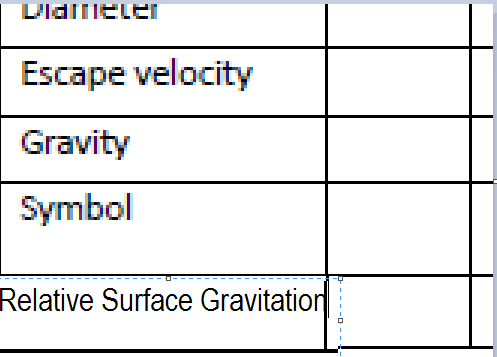 Diameter
Escape velocity
Gravity
Symbol
Relative Surface Gravitation